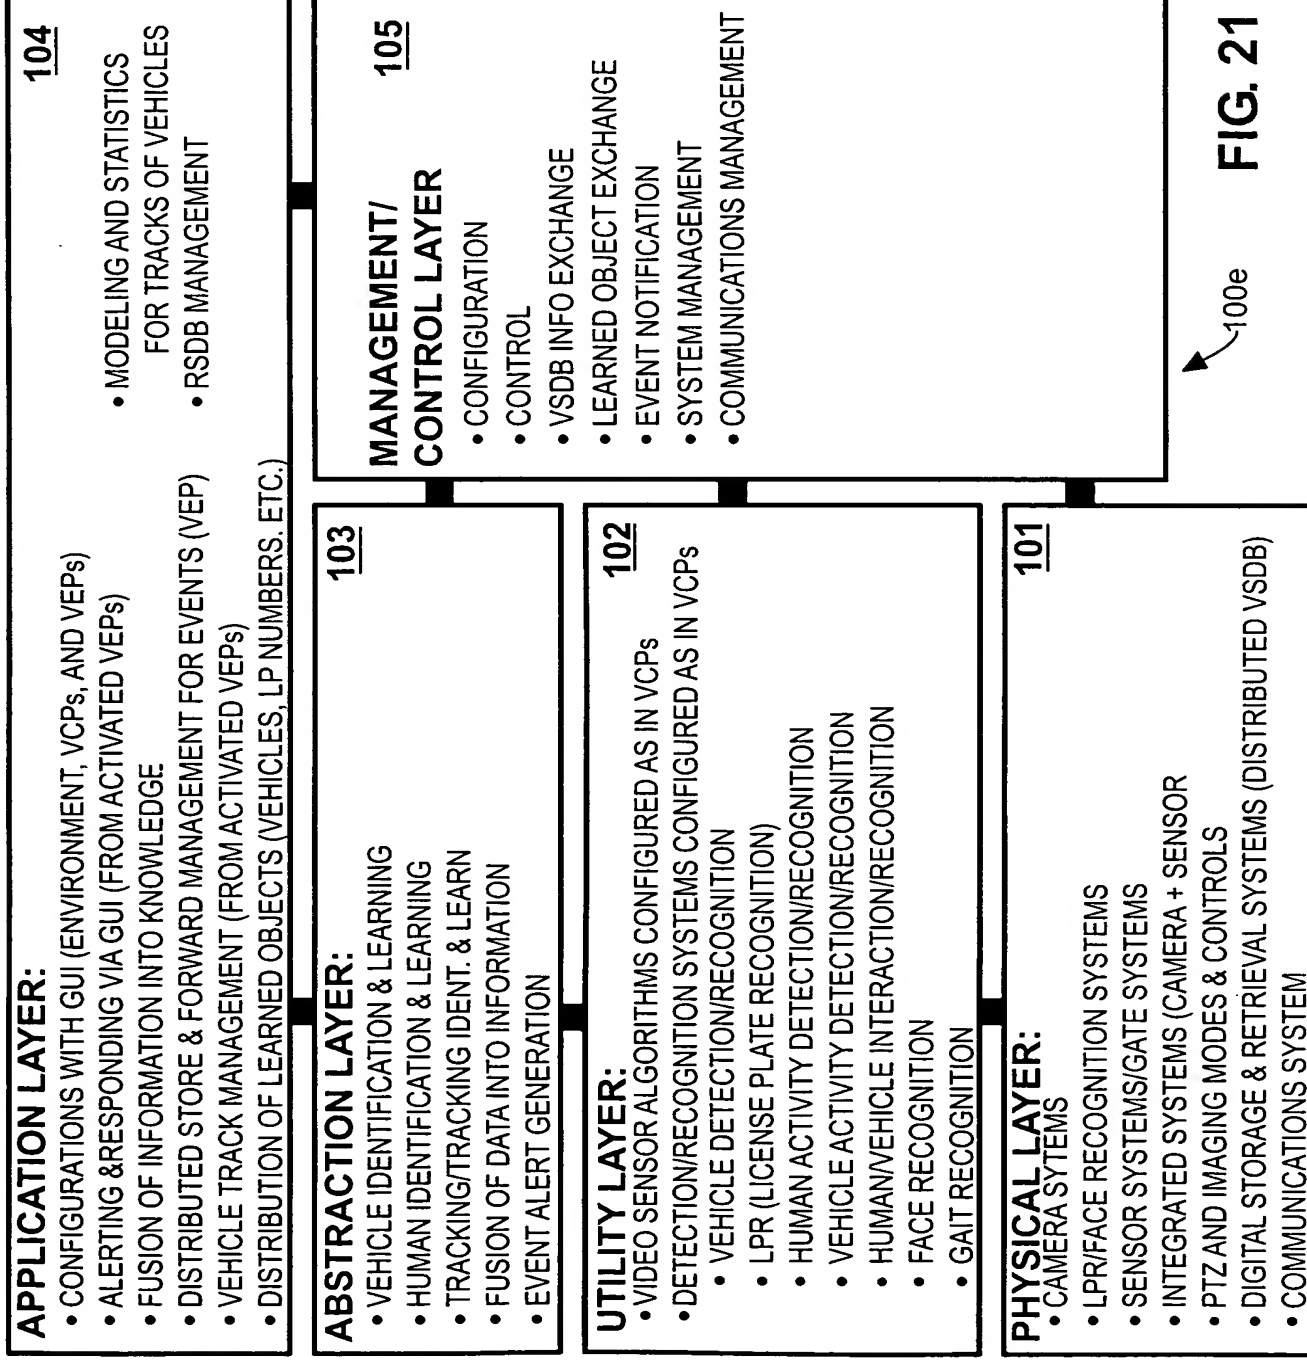 APPLICATION LAYER:
104
• CONFIGURATIONS WITH GUI (ENVIRONMENT, VCPs, AND VEPs)
• ALERTING &RESPONDING VIA GUI (FROM ACTIVATED VEPs)
• FUSION OF INFORMATION INTO KNOWLEDGE
• DISTRIBUTED STORE & FORWARD MANAGEMENT FOR EVENTS (VEP)
• VEHICLE TRACK MANAGEMENT (FROM ACTIVATED VEPs)
• DISTRIBUTION OF LEARNED OBJECTS (VEHICLES, LP NUMBERS. ETC.)
• MODELING AND STATISTICS
FOR TRACKS OF VEHICLES
• RSDB MANAGEMENT
ABSTRACTION LAYER:
103
• VEHICLE IDENTIFICATION & LEARNING
• HUMAN IDENTIFICATION & LEARNING
• TRACKING/TRACKING IDENT. & LEARN
• FUSION OF DATA INTO INFORMATION
• EVENT ALERT GENERATION
UTILITY LAYER:
102
• VIDEO SENSOR ALGORITHMS CONFIGURED AS IN VCPs
• DETECTION/RECOGNITION SYSTEMS CONFIGURED AS IN VCPs
• VEHICLE DETECTION/RECOGNITION
• LPR (LICENSE PLATE RECOGNITION)
• HUMAN ACTIVITY DETECTION/RECOGNITION
• VEHICLE ACTIVITY DETECTION/RECOGNITION
• HUMAN/VEHICLE INTERACTION/RECOGNITION
• FACE RECOGNITION
• GAIT RECOGNITION
PHYSICAL LAYER:
101
• CAMERA SYTEMS
• LPR/FACE RECOGNITION SYSTEMS
• SENSOR SYSTEMS/GATE SYSTEMS
• INTEGRATED SYSTEMS (CAMERA + SENSOR
• PTZ AND IMAGING MODES & CONTROLS
• DIGITAL STORAGE & RETRIEVAL SYSTEMS (DISTRIBUTED VSDB)
• COMMUNICATIONS SYSTEM
MANAGEMENT/
CONTROL LAYER
105
• CONFIGURATION
• CONTROL
• VSDB INFO EXCHANGE
• LEARNED OBJECT EXCHANGE
• EVENT NOTIFICATION
• SYSTEM MANAGEMENT
• COMMUNICATIONS MANAGEMENT
100e
FIG. 21